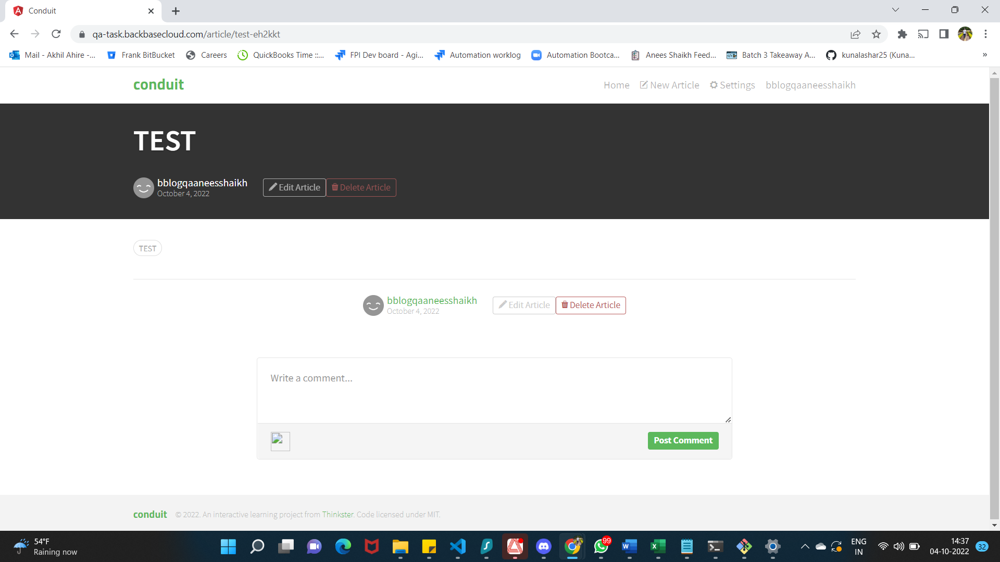 Conduit
qa-task.backbasecloud.com/article/test-eh2kkt
Mail - Akhil Ahire -...
Frank BitBucket
Careers
QuickBooks Time ::...
FPI Dev board - Agi...
Automation worklog
Automation Bootca...
Anees Shaikh Feed...
Batch 3 Takeaway A...
kunalashar25 (Kuna...
»
conduit
Home
New Article
Settings
bblogqaaneesshaikh
TEST
bblogqaaneesshaikh
October 4, 2022
Edit Article
Delete Article
TEST
bblogqaaneesshaikh
October 4, 2022
Edit Article
Delete Article
Write a comment...
Post Comment
conduit
© 2022. An interactive learning project from Thinkster. Code licensed under MIT.
54°F
Raining now
99
ENG
IN
14:37
04-10-2022
32